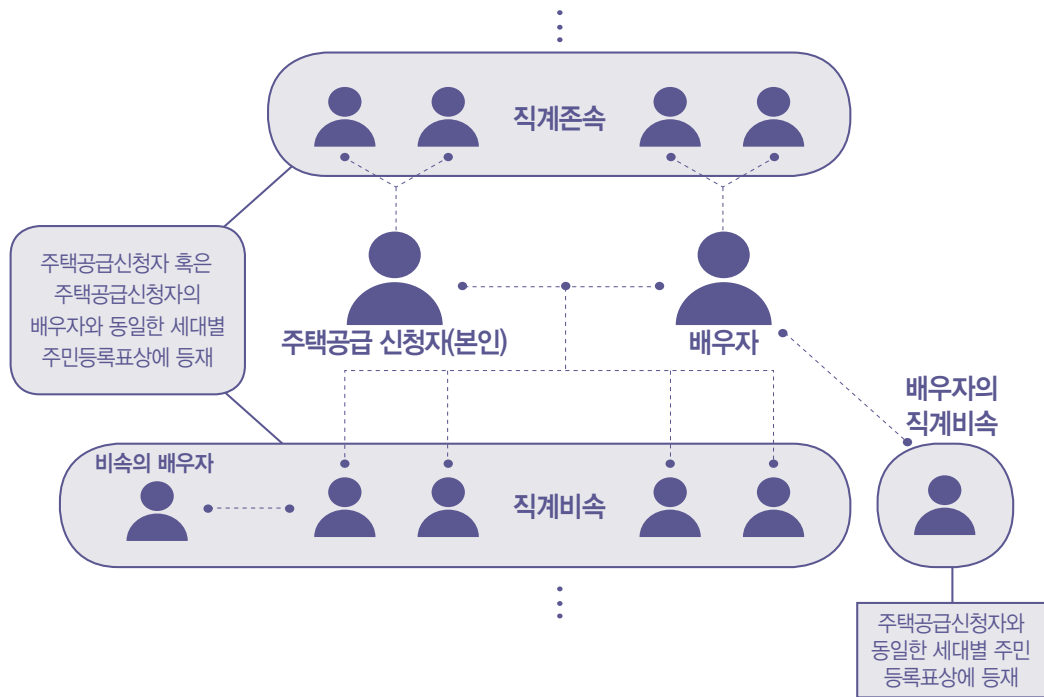 직계존속
주택공급신청자 혹은
주택공급신청자의
배우자와 동일한 세대별
주민등록표상에 등재
주택공급 신청자(본인)
배우자
배우자의
직계비속
비속의 배우자
직계비속
주택공급신청자와
동일한 세대별 주민
등록표상에 등재